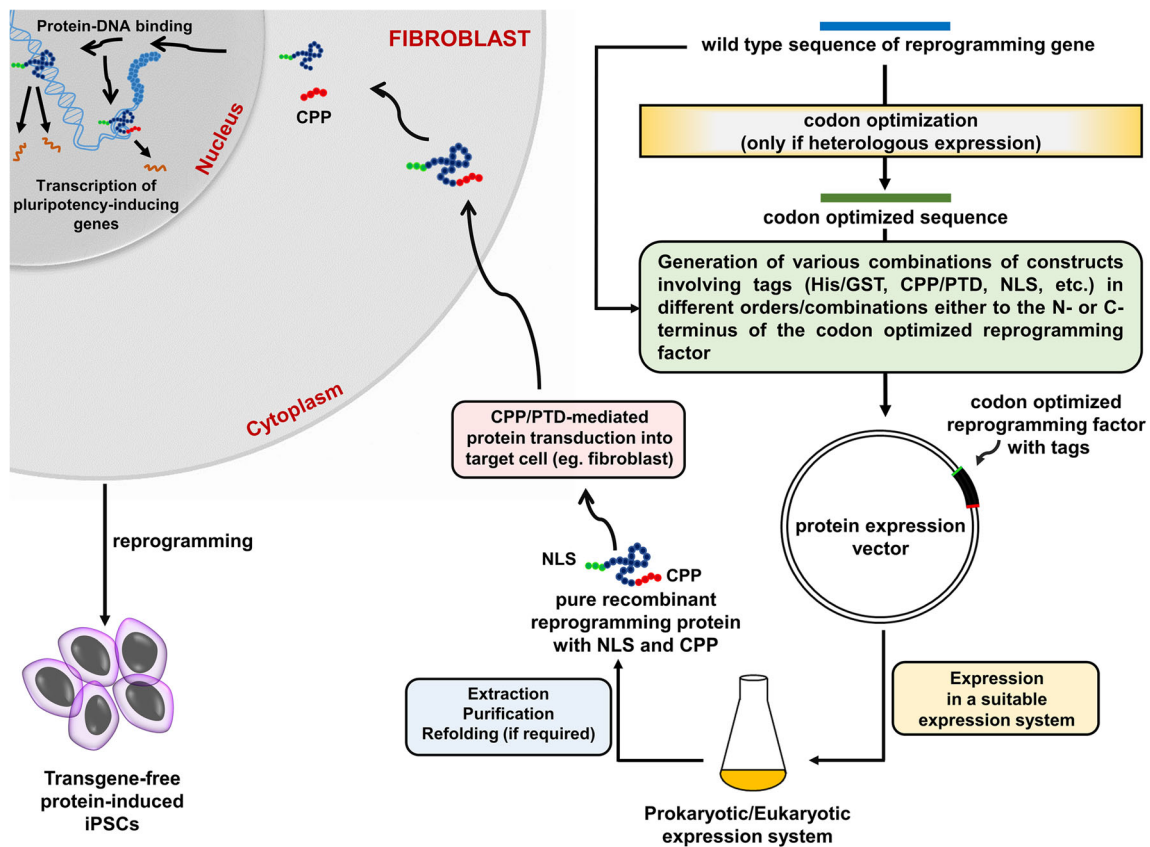 Protein-DNA binding
FIBROBLAST
CPP
Nucleus
Transcription of
pluripotency-inducing
genes
Cytoplasm
wild type sequence of reprogramming gene
codon optimization
(only if heterologous expression)
codon optimized sequence
Generation of various combinations of constructs
involving tags (His/GST, CPP/PTD, NLS, etc.) in
different orders/combinations either to the N- or C-
terminus of the codon optimized reprogramming
factor
codon optimized
reprogramming factor
with tags
protein expression
vector
Expression
in a suitable
expression system
Prokaryotic/Eukaryotic
expression system
Extraction
Purification
Refolding (if required)
NLS
CPP
pure recombinant
reprogramming protein
with NLS and CPP
CPP/PTD-mediated
protein transduction into
target cell (eg. fibroblast)
reprogramming
Transgene-free
protein-induced
iPSCs